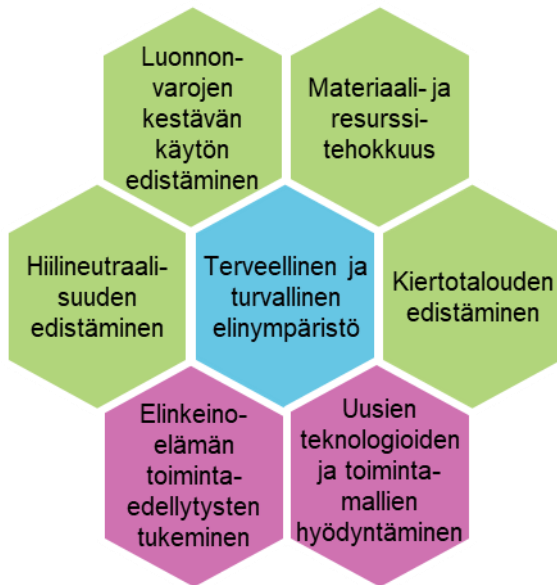 Luonnon-
varojen
kestävän
käytön
edistäminen
Materiaali- ja
resurssi-
tehokkuus
Hiilineutraali-
suuden
edistäminen
Terveellinen ja
turvallinen
elinympäristö
Kiertotalouden
edistäminen
Elinkeino-
elämän
toiminta-
edellytysten
tukeminen
Uusien
teknologioiden
ja toiminta-
mallien
hyödyntäminen